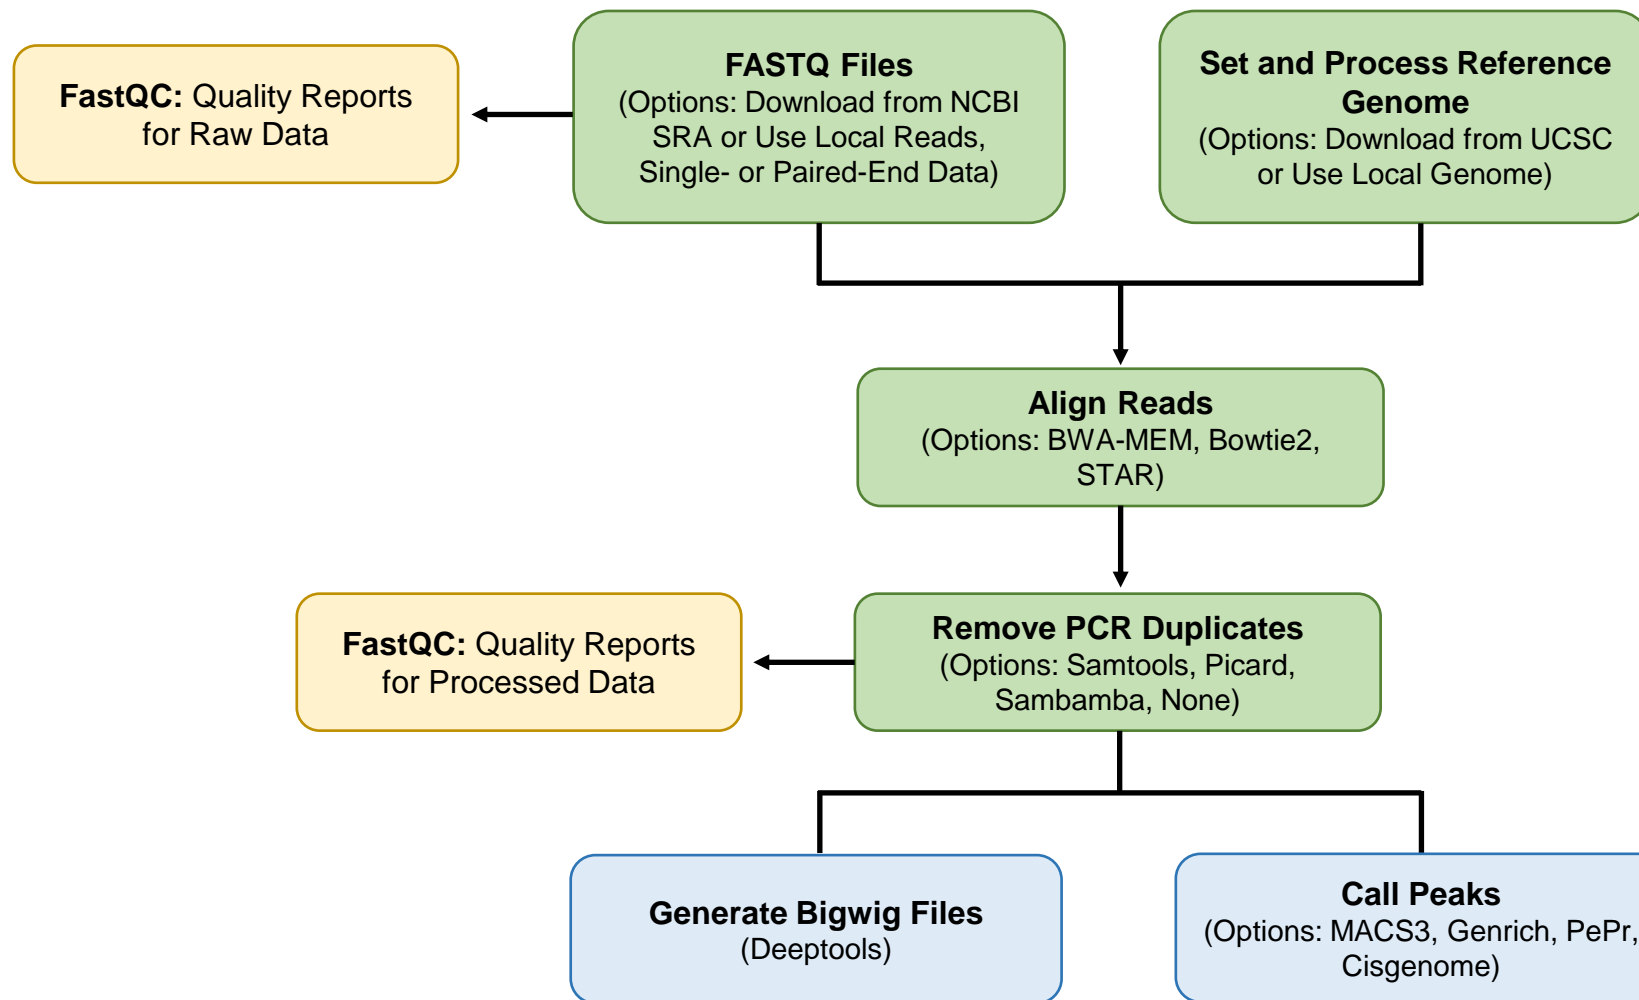 FastQC: Quality Reports
for Raw Data
FASTQ Files
(Options: Download from NCBI
SRA or Use Local Reads,
Single- or Paired-End Data)
Set and Process Reference
Genome
(Options: Download from UCSC
or Use Local Genome)
Align Reads
(Options: BWA-MEM, Bowtie2,
STAR)
FastQC: Quality Reports
for Processed Data
Remove PCR Duplicates
(Options: Samtools, Picard,
Sambamba, None)
Generate Bigwig Files
(Deeptools)
Call Peaks
(Options: MACS3, Genrich, PePr,
Cisgenome)